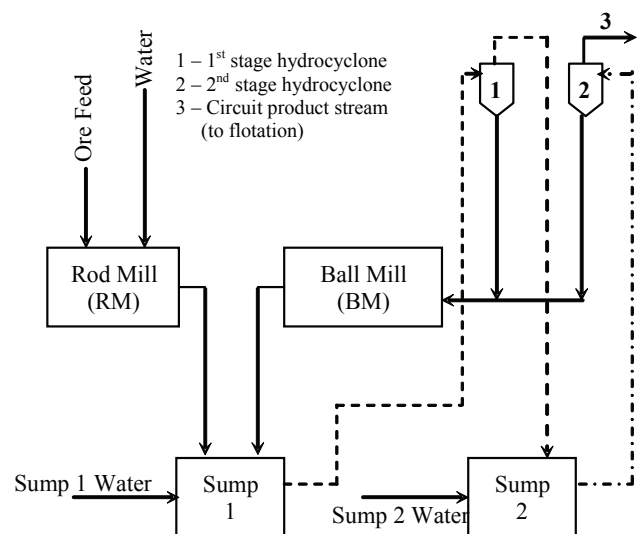 3
Water
Ore Feed
1 – 1st stage hydrocyclone
2 – 2nd stage hydrocyclone
3 – Circuit product stream
(to flotation)
1
2
Rod Mill
(RM)
Ball Mill
(BM)
Sump 1 Water
Sump
1
Sump 2 Water
Sump
2